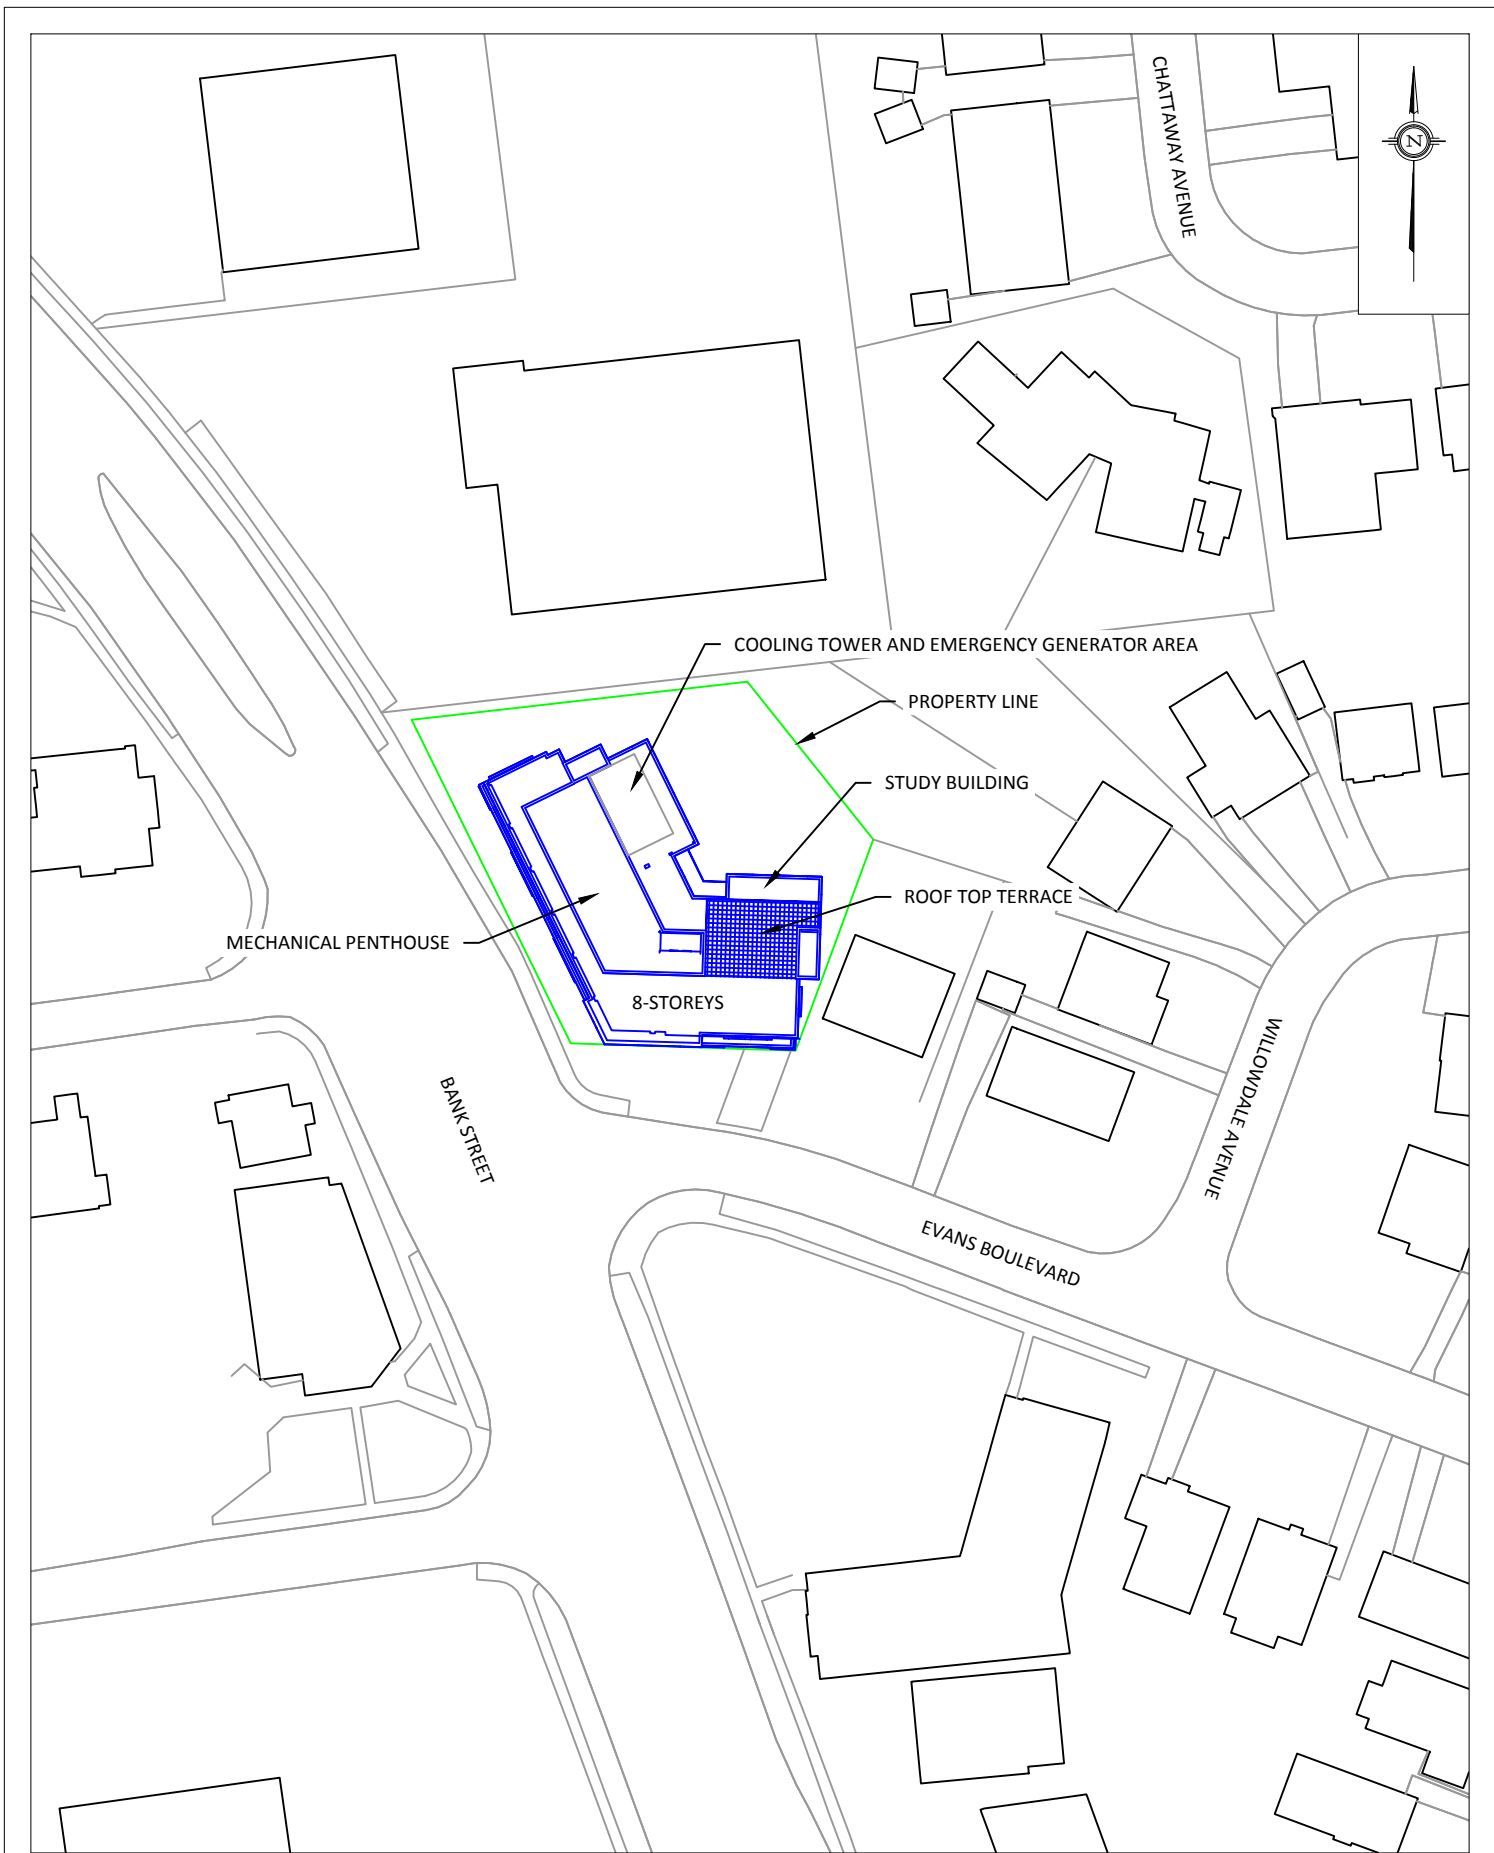 CHATTAWAY AVENUE
N
COOLING TOWER AND EMERGENCY GENERATOR AREA
PROPERTY LINE
STUDY BUILDING
ROOF TOP TERRACE
MECHANICAL PENTHOUSE
8-STOREYS
BANK STREET
WILLOWDALE AVENUE
EVANS BOULEVARD